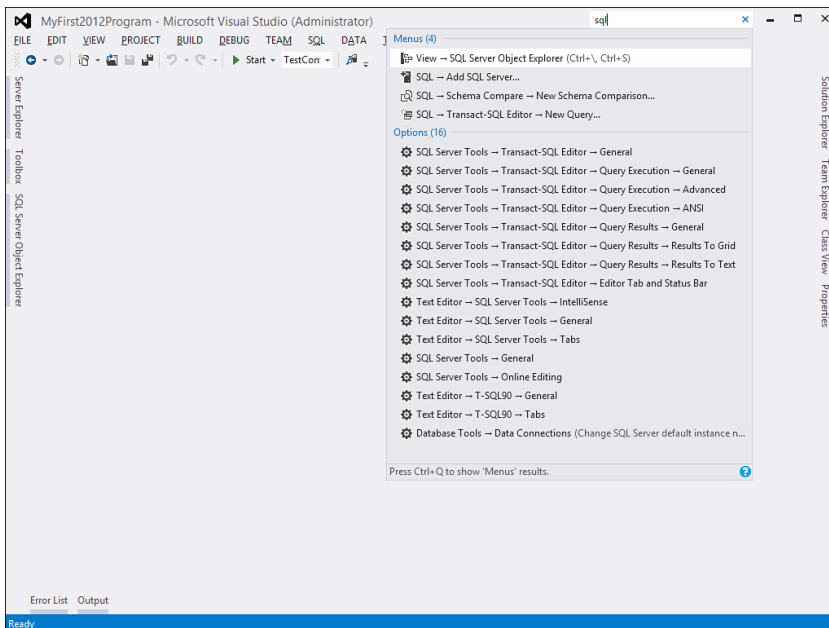 MyFirst2012Program - Microsoft Visual Studio (Administrator)
sql
FILE EDIT VIEW PROJECT BUILD DEBUG TEAM SQL DATA
Start TestCon
Menus (4)
View → SQL Server Object Explorer (Ctrl+\, Ctrl+S)
SQL → Add SQL Server...
SQL → Schema Compare → New Schema Comparison...
SQL → Transact-SQL Editor → New Query...
Options (16)
SQL Server Tools → Transact-SQL Editor → General
SQL Server Tools → Transact-SQL Editor → Query Execution → General
SQL Server Tools → Transact-SQL Editor → Query Execution → Advanced
SQL Server Tools → Transact-SQL Editor → Query Execution → ANSI
SQL Server Tools → Transact-SQL Editor → Query Results → General
SQL Server Tools → Transact-SQL Editor → Query Results → Results To Grid
SQL Server Tools → Transact-SQL Editor → Query Results → Results To Text
SQL Server Tools → Transact-SQL Editor → Editor Tab and Status Bar
Text Editor → SQL Server Tools → IntelliSense
Text Editor → SQL Server Tools → General
Text Editor → SQL Server Tools → Tabs
SQL Server Tools → General
SQL Server Tools → Online Editing
Text Editor → T-SQL90 → General
Text Editor → T-SQL90 → Tabs
Database Tools → Data Connections (Change SQL Server default instance n...
Press Ctrl+Q to show 'Menus' results.
Server Explorer
Toolbox
SQL Server Object Explorer
Solution Explorer
Team Explorer
Class View
Properties
Error List Output
Ready